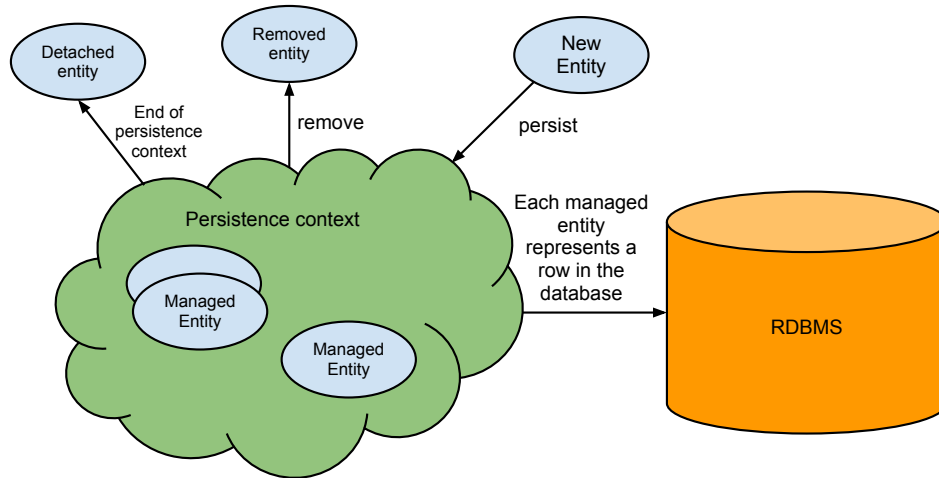 Detached
entity
Removed
entity
New
Entity
End of
persistence
context
remove
persist
Persistence context
Each managed
entity
represents a
row in the
database
Managed
Entity
Managed
Entity
RDBMS